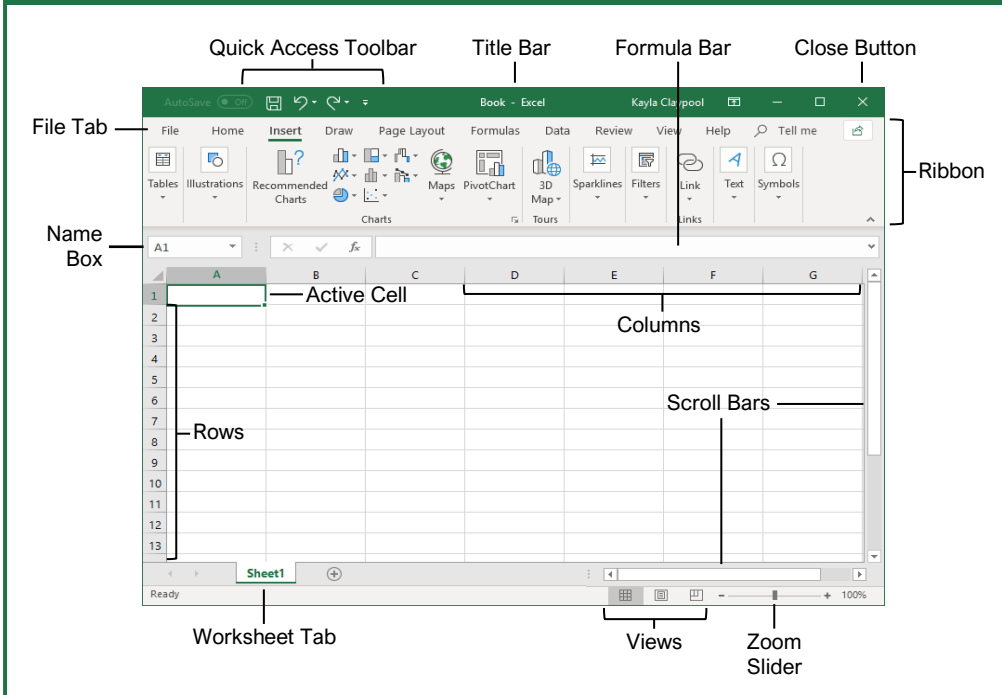 Quick Access Toolbar Title Bar Formula Bar Close Button
AutoSave Off Book - Excel Kayla Claypool
File Tab File Home Insert Draw Page Layout Formulas Data Review View Help Tell me
Ribbon
Tables Illustrations Recommended Charts Maps PivotChart 3D Map Sparklines Filters Link Text Symbols
Charts Tours Links
Name Box
A1 fx
A B C D E F G
1 Active Cell
2 Columns
3
4
5
6 Scroll Bars
7
Rows
8
9
10
11
12
13
Sheet1
Ready 100%
Worksheet Tab Views Zoom Slider